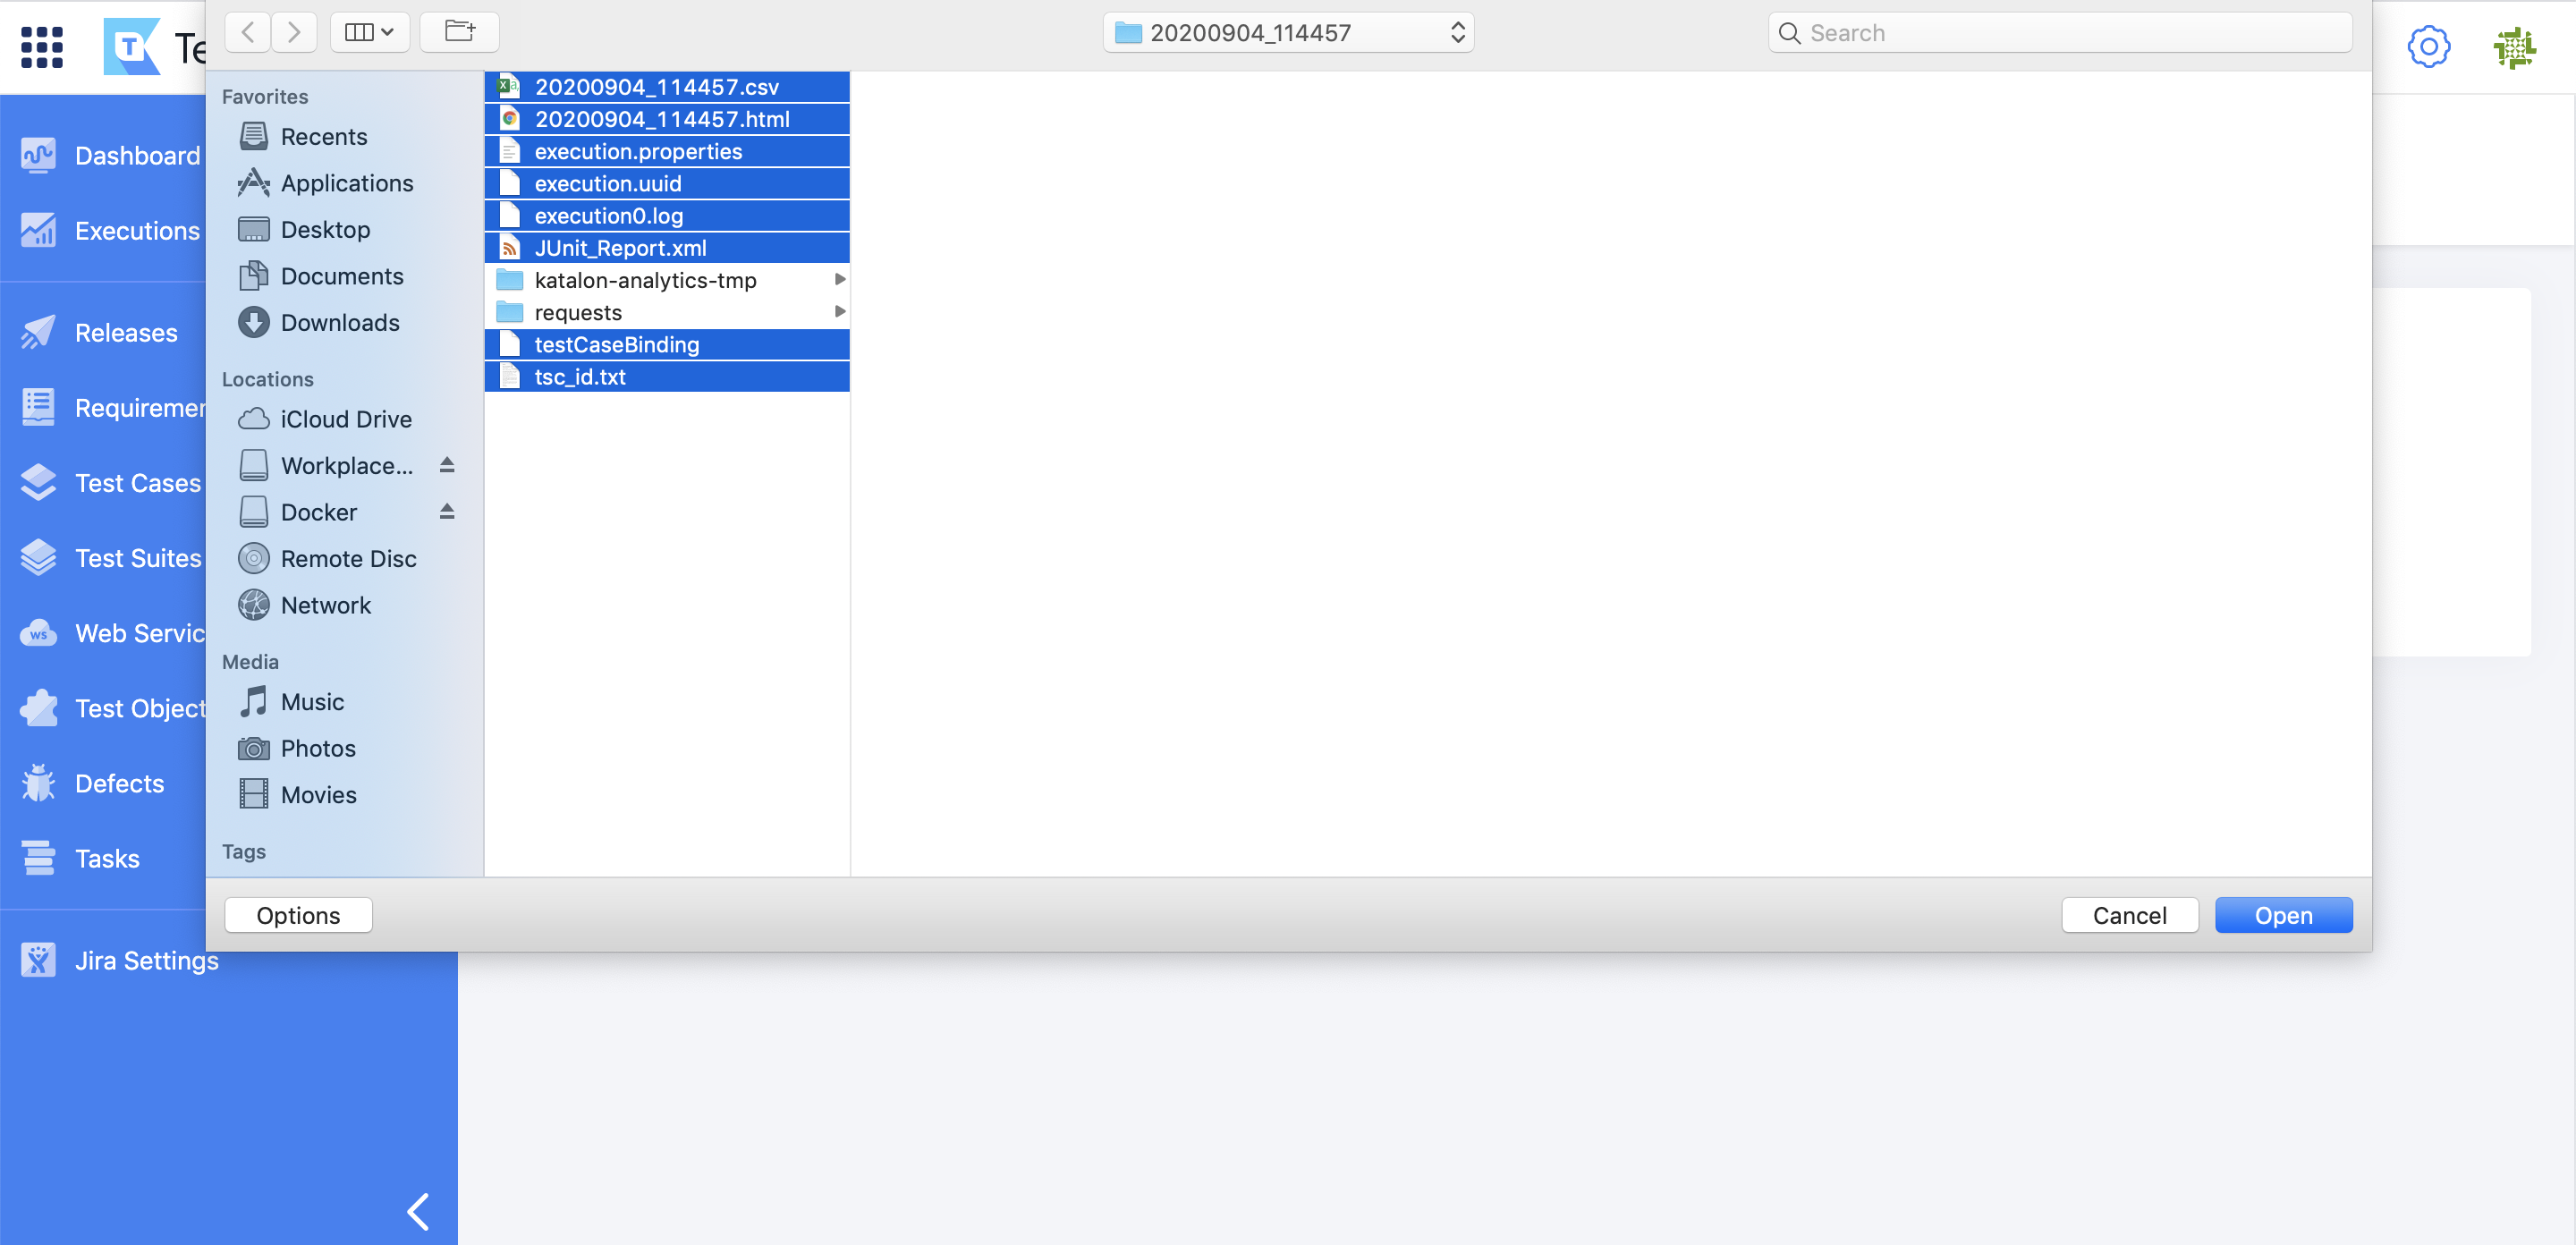 Te
20200904_114457
Search
Dashboard
Executions
Releases
Requiremer
Test Cases
Test Suites
Web Servic
Test Object
Defects
Tasks
Jira Settings
Favorites
Recents
Applications
Desktop
Documents
Downloads
Locations
iCloud Drive
Workplace...
Docker
Remote Disc
Network
Media
Music
Photos
Movies
Tags
20200904_114457.csv
20200904_114457.html
execution.properties
execution.uuid
execution0.log
JUnit_Report.xml
katalon-analytics-tmp
requests
testCaseBinding
tsc_id.txt
Options
Cancel
Open